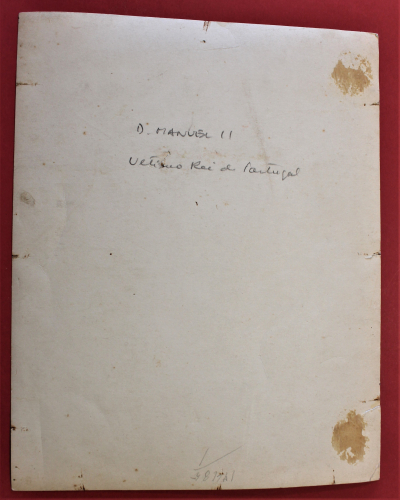 D. MANUEL II
Ultimo Rei de Portugal